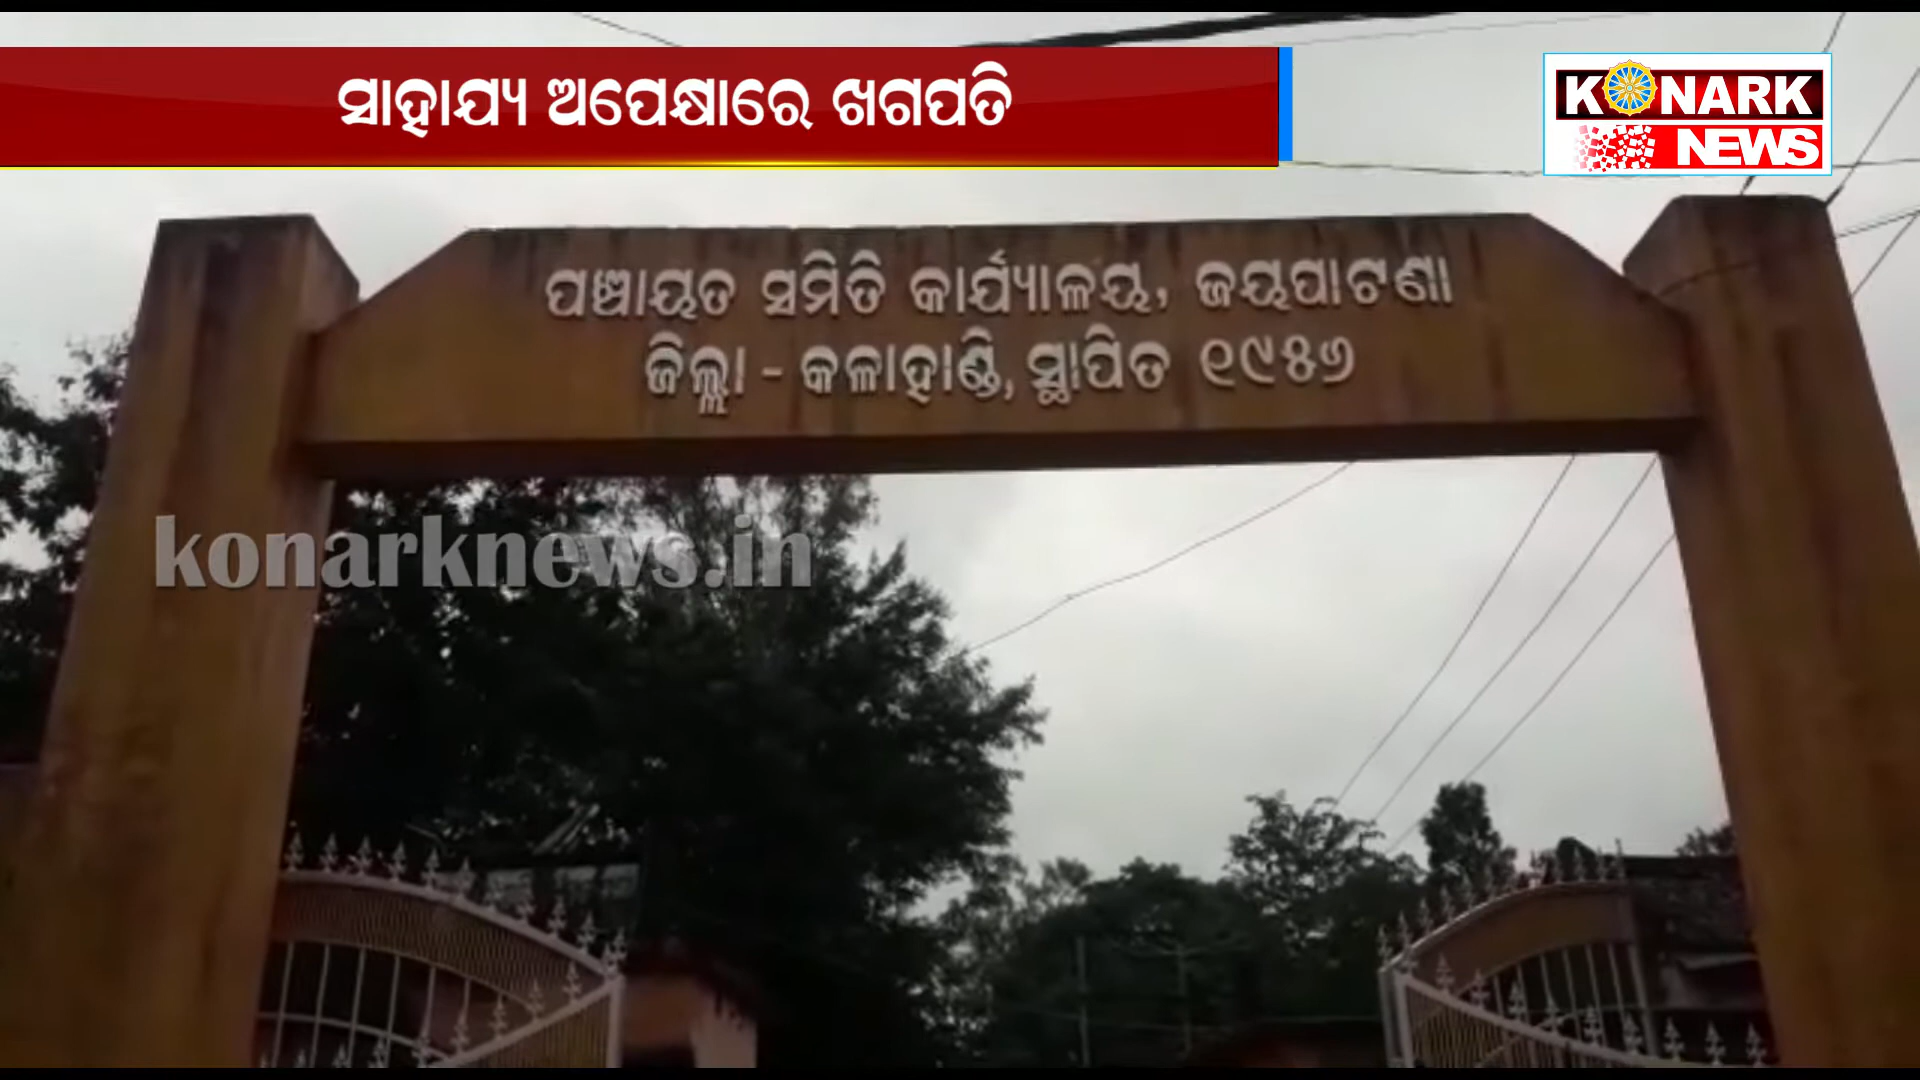 ସାହାଯ୍ୟ ଅପେକ୍ଷାରେ ଖଗପତି
KONARK
NEWS
ପଞ୍ଚାୟତ ସମିତି କାର୍ଯ୍ୟାଳୟ, ଜୟପାଟଣା
ଜିଲ୍ଲା - କଳାହାଣ୍ଡି, ସ୍ଥାପିତ ୧୯୫୬
konarknews.in